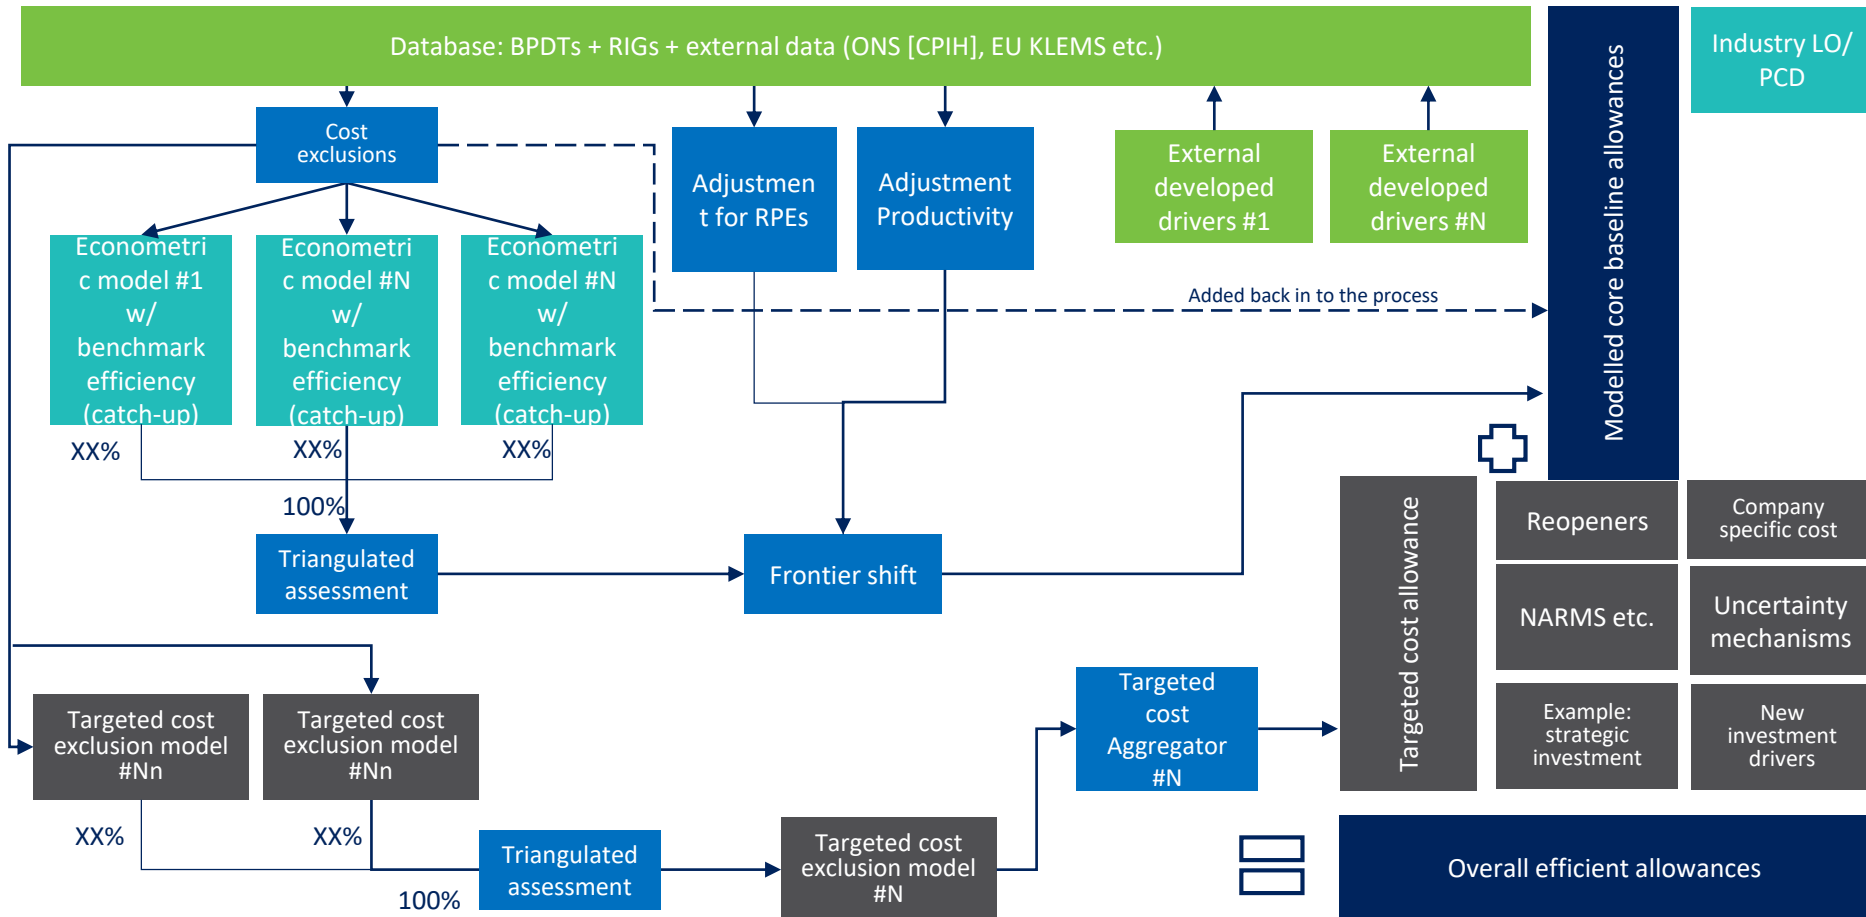 Database: BPDTs + RIGs + external data (ONS [CPIH], EU KLEMS etc.)
Modelled core baseline allowances
Industry LO/
PCD
Cost
exclusions
Adjustmen
t for RPEs
Adjustment
Productivity
External
developed
drivers #1
External
developed
drivers #N
Econometri
c model #1
w/
benchmark
efficiency
(catch-up)
Econometri
c model #N
w/
benchmark
efficiency
(catch-up)
Econometri
c model #N
w/
benchmark
efficiency
(catch-up)
Added back in to the process
XX%
XX%
XX%
100%
Triangulated
assessment
Frontier shift
Targeted cost allowance
Reopeners
Company
specific cost
NARMS etc.
Uncertainty
mechanisms
Example:
strategic
investment
New
investment
drivers
Targeted cost
exclusion model
#Nn
Targeted cost
exclusion model
#Nn
Targeted
cost
Aggregator
#N
XX%
XX%
100%
Triangulated
assessment
Targeted cost
exclusion model
#N
Overall efficient allowances